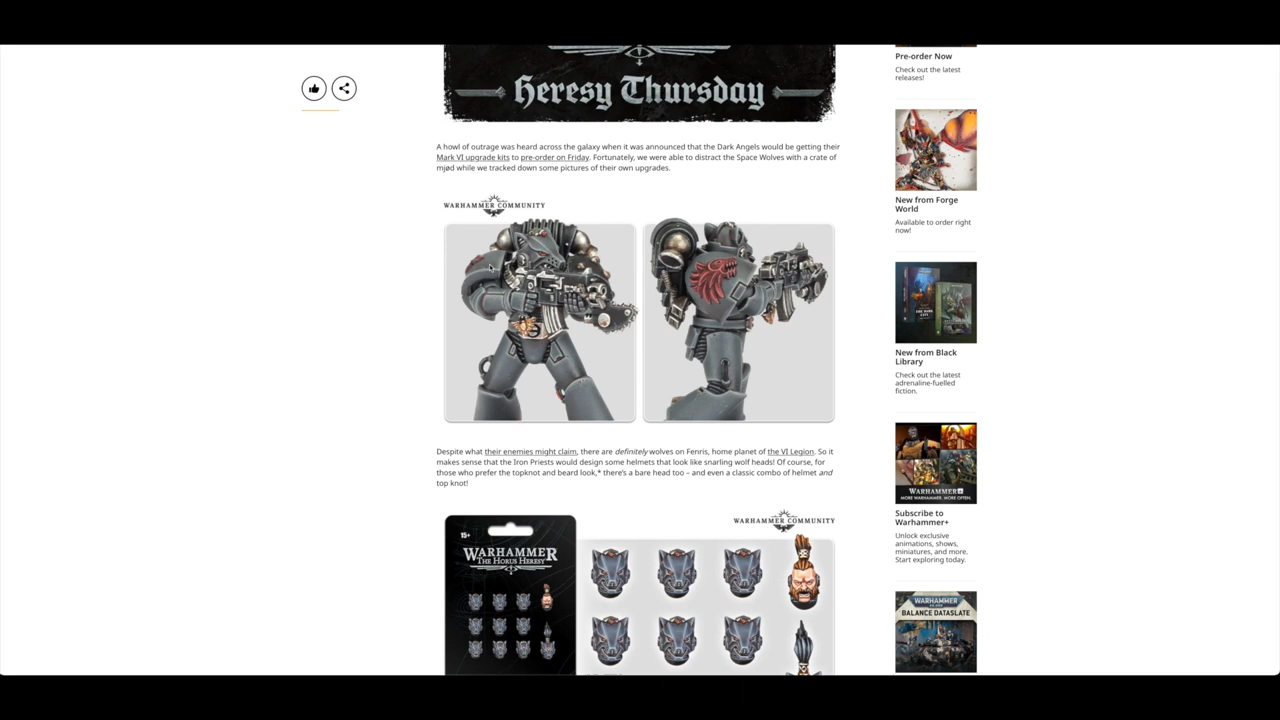 Heresy Thursday
A howl of outrage was heard across the galaxy when it was announced that the Dark Angels would be getting their
Mark VI upgrade kits to pre-order on Friday. Fortunately, we were able to distract the Space Wolves with a crate of
mjød while we tracked down some pictures of their own upgrades.
WARHAMMER COMMUNITY
Despite what their enemies might claim, there are definitely wolves on Fenris, home planet of the VI Legion. So it
makes sense that the Iron Priests would design some helmets that look like snarling wolf heads! Of course, for
those who prefer the topknot and beard look,* there's a bare head too – and even a classic combo of helmet and
top knot!
WARHAMMER COMMUNITY
15+
WARHAMMER
THE HORUS HERESY
Pre-order Now
Check out the latest
releases!
New from Forge
World
Available to order right
now!
THE DARK
CITY
New from Black
Library
Check out the latest
adrenaline-fuelled
fiction.
WARHAMMER+
MORE WARHAMMER. MORE OFTEN.
Subscribe to
Warhammer+
Unlock exclusive
animations, shows,
miniatures, and more.
Start exploring today.
WARHAMMER
BALANCE DATASLATE